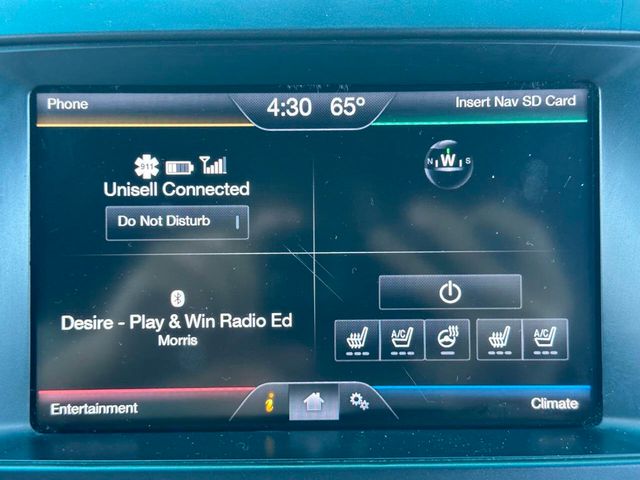 Phone
4:30 65°
Insert Nav SD Card
911
Unisell Connected
Do Not Disturb
N W S
Desire - Play & Win Radio Ed
Morris
A/C
A/C
Entertainment
i
Climate